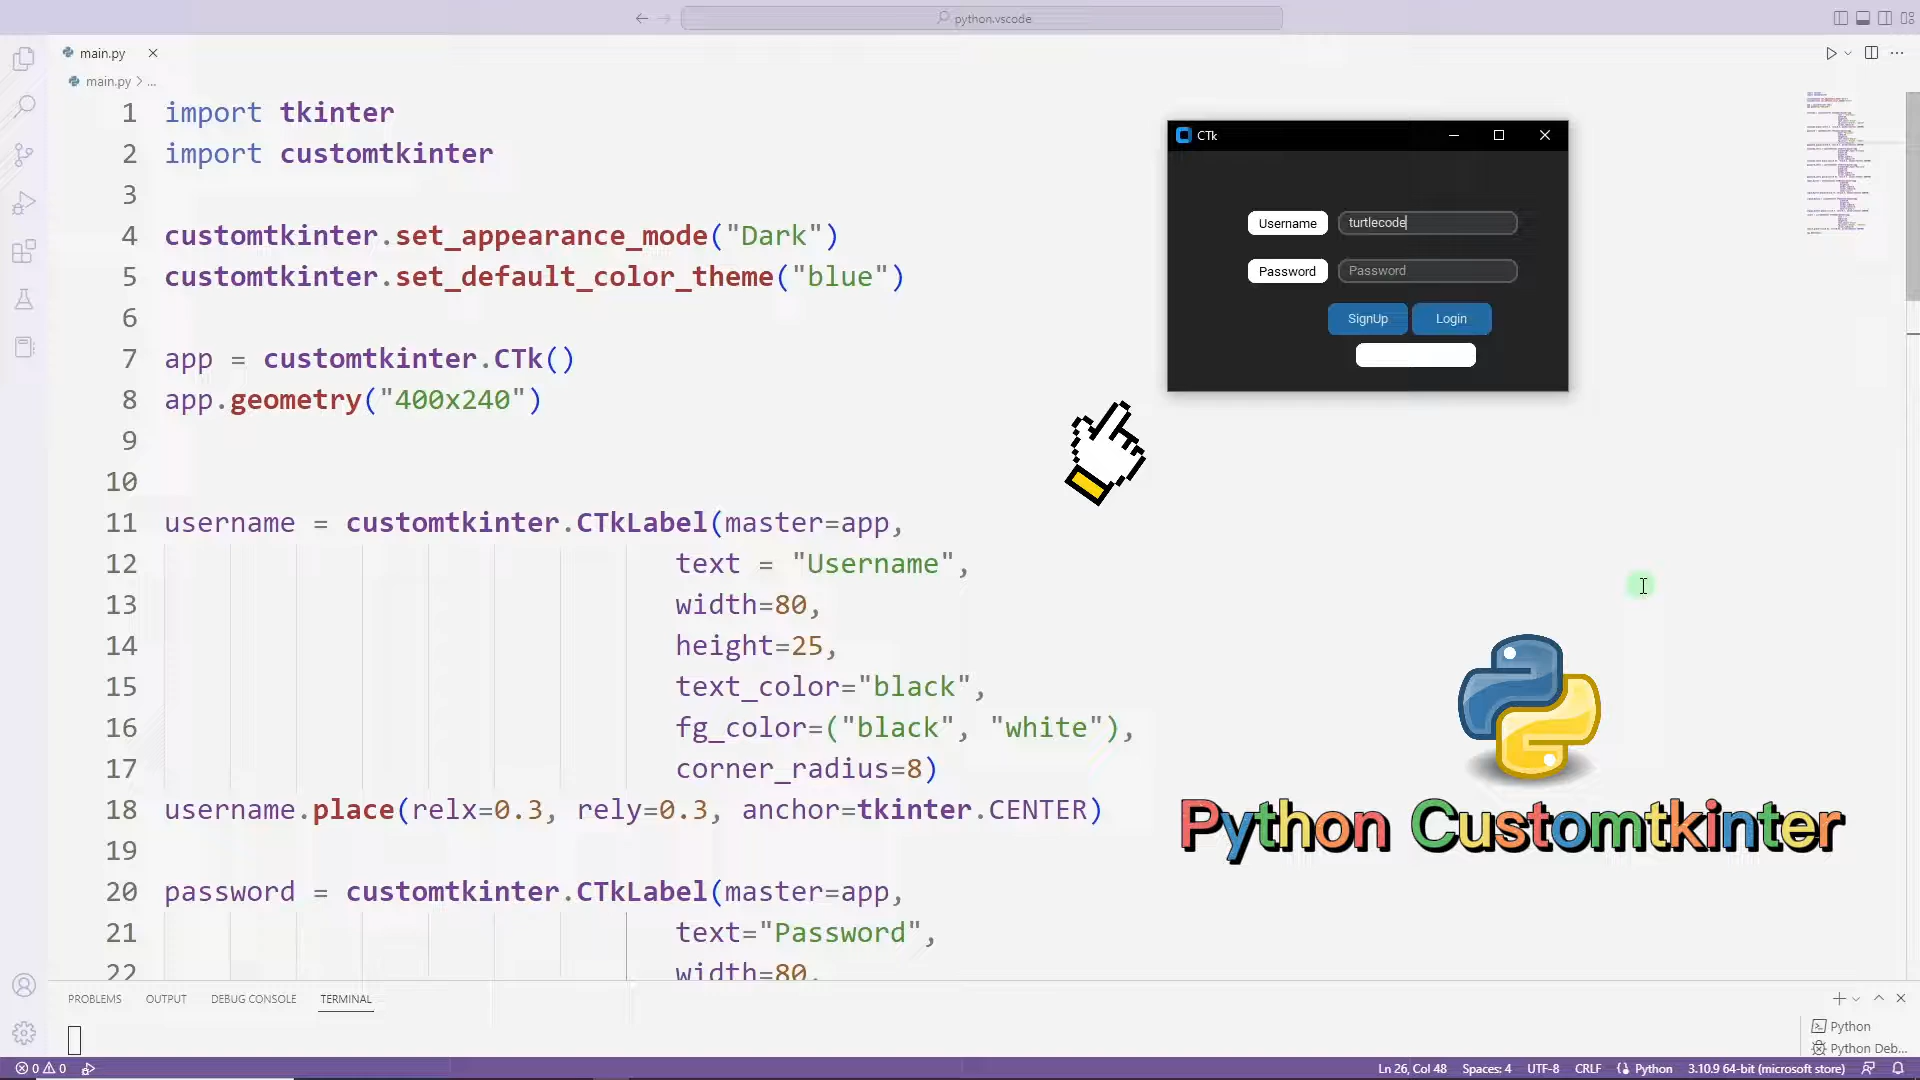 python.vscode
main.py
main.py > ...
1 import tkinter
2 import customtkinter
3
4 customtkinter.set_appearance_mode("Dark")
5 customtkinter.set_default_color_theme("blue")
6
7 app = customtkinter.CTk()
8 app.geometry("400x240")
9
10
11 username = customtkinter.CTkLabel(master=app,
12 text = "Username",
13 width=80,
14 height=25,
15 text_color="black",
16 fg_color=("black", "white"),
17 corner_radius=8)
18 username.place(relx=0.3, rely=0.3, anchor=tkinter.CENTER)
19
20 password = customtkinter.CTkLabel(master=app,
21 text="Password",
22 width=80,
CTk
Username turtlecode
Password Password
SignUp Login
Python Customtkinter
PROBLEMS OUTPUT DEBUG CONSOLE TERMINAL
Python
Python Deb...
0 0 Ln 26, Col 48 Spaces: 4 UTF-8 CRLF Python 3.10.9 64-bit (microsoft store)